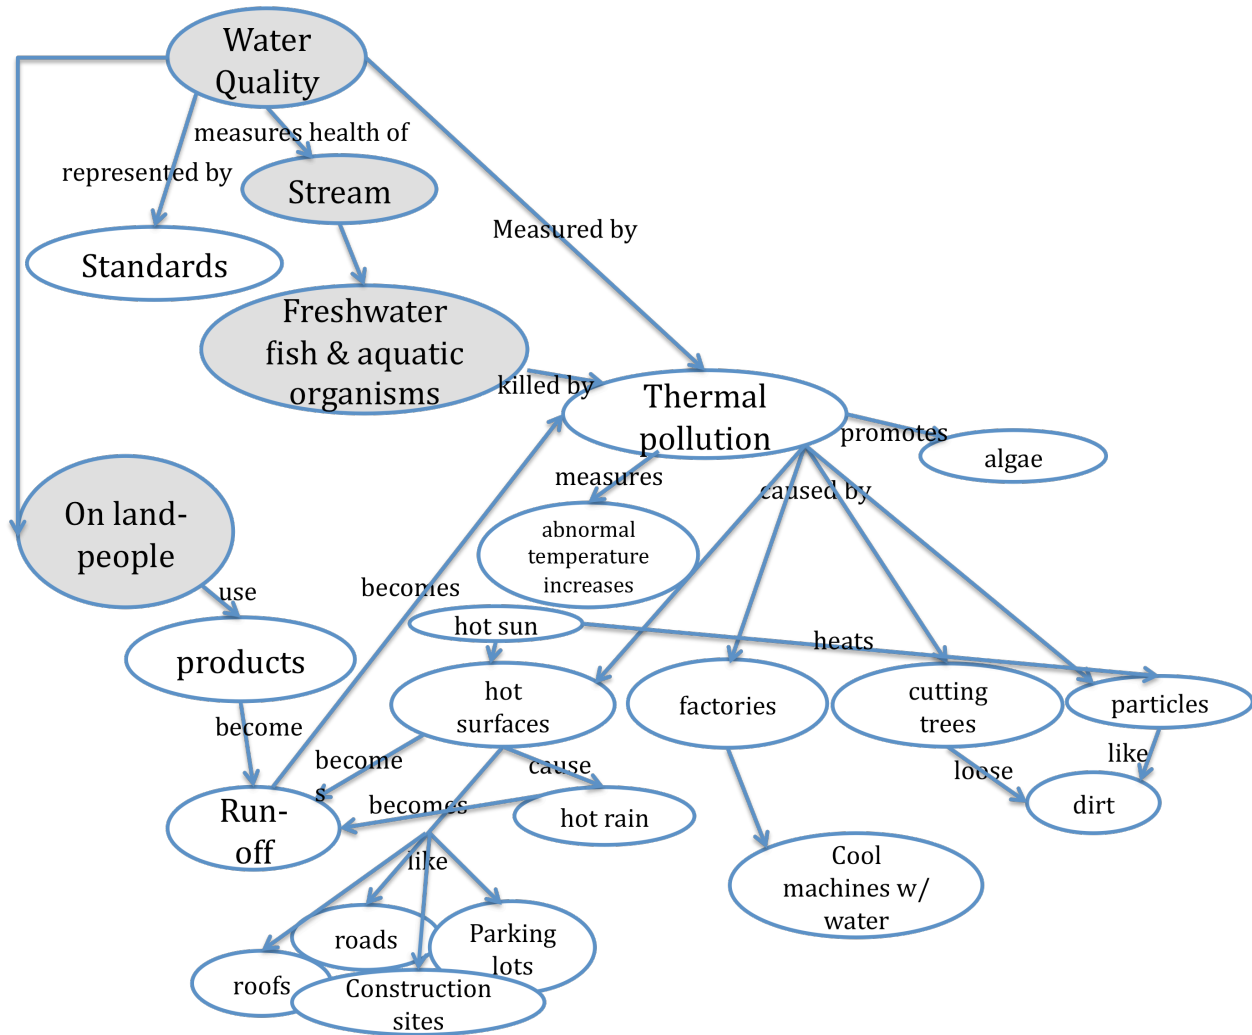 Water
Quality
measures health of
represented by
Stream
Standards
Measured by
Freshwater
fish & aquatic
organisms
killed by
Thermal
pollution
promotes
algae
measures
caused by
On land-
people
abnormal
temperature
increases
use
becomes
hot sun
heats
products
hot
surfaces
factories
cutting
trees
particles
become
become
s
cause
loose
like
Run-
off
becomes
hot rain
dirt
like
Cool
machines w/
water
roads
Parking
lots
roofs
Construction
sites